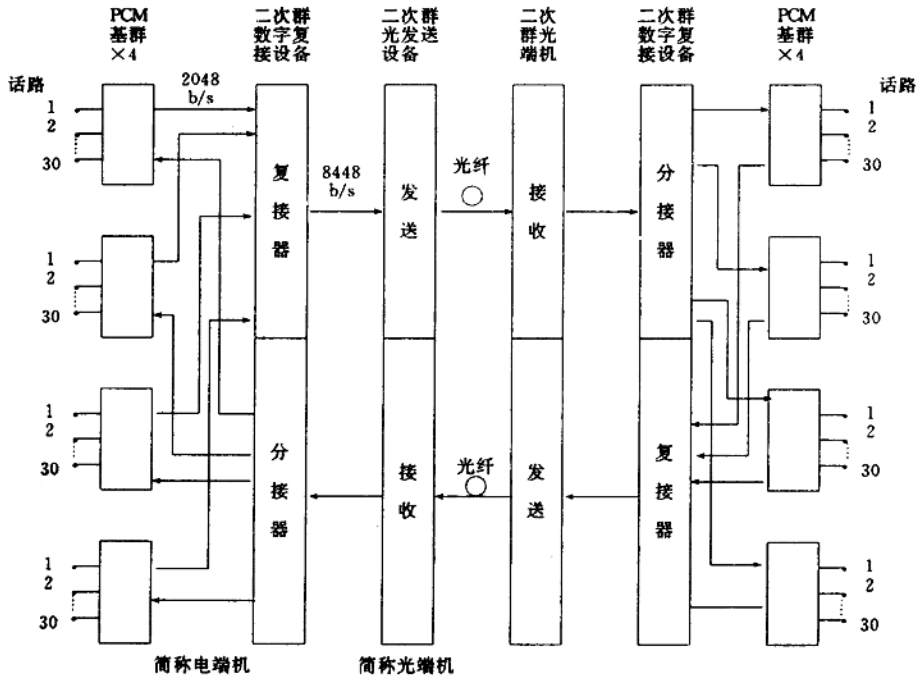 PCM
基群
×4
二次群
数字复
接设备
二次群
光发送
设备
二次
群光
端机
二次群
数字复
接设备
PCM
基群
×4
话路
2048
b/s
话路
1
2
30
1
2
30
1
2
30
1
2
30
复
接
器
8448
b/s
发
送
光纤
接
收
分
接
器
分
接
器
接
收
光纤
发
送
复
接
器
1
2
30
1
2
30
1
2
30
1
2
30
简称电端机
简称光端机